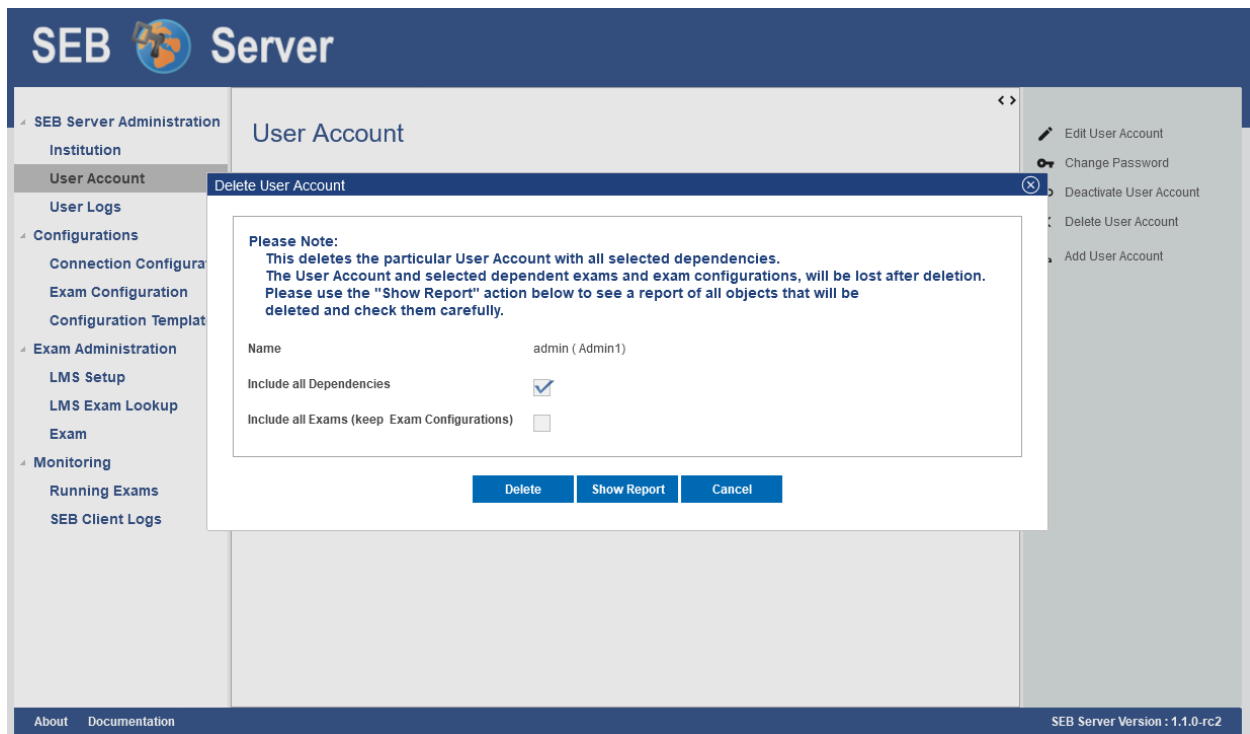 SEB Server
SEB Server Administration
Institution
User Account
User Logs
Configurations
Connection Configura
Exam Configuration
Configuration Templat
Exam Administration
LMS Setup
LMS Exam Lookup
Exam
Monitoring
Running Exams
SEB Client Logs
User Account
Delete User Account
Please Note:
This deletes the particular User Account with all selected dependencies.
The User Account and selected dependent exams and exam configurations, will be lost after deletion.
Please use the "Show Report" action below to see a report of all objects that will be
deleted and check them carefully.
Name admin ( Admin1)
Include all Dependencies
Include all Exams (keep Exam Configurations)
Delete Show Report Cancel
Edit User Account
Change Password
Deactivate User Account
Delete User Account
Add User Account
About Documentation SEB Server Version : 1.1.0-rc2